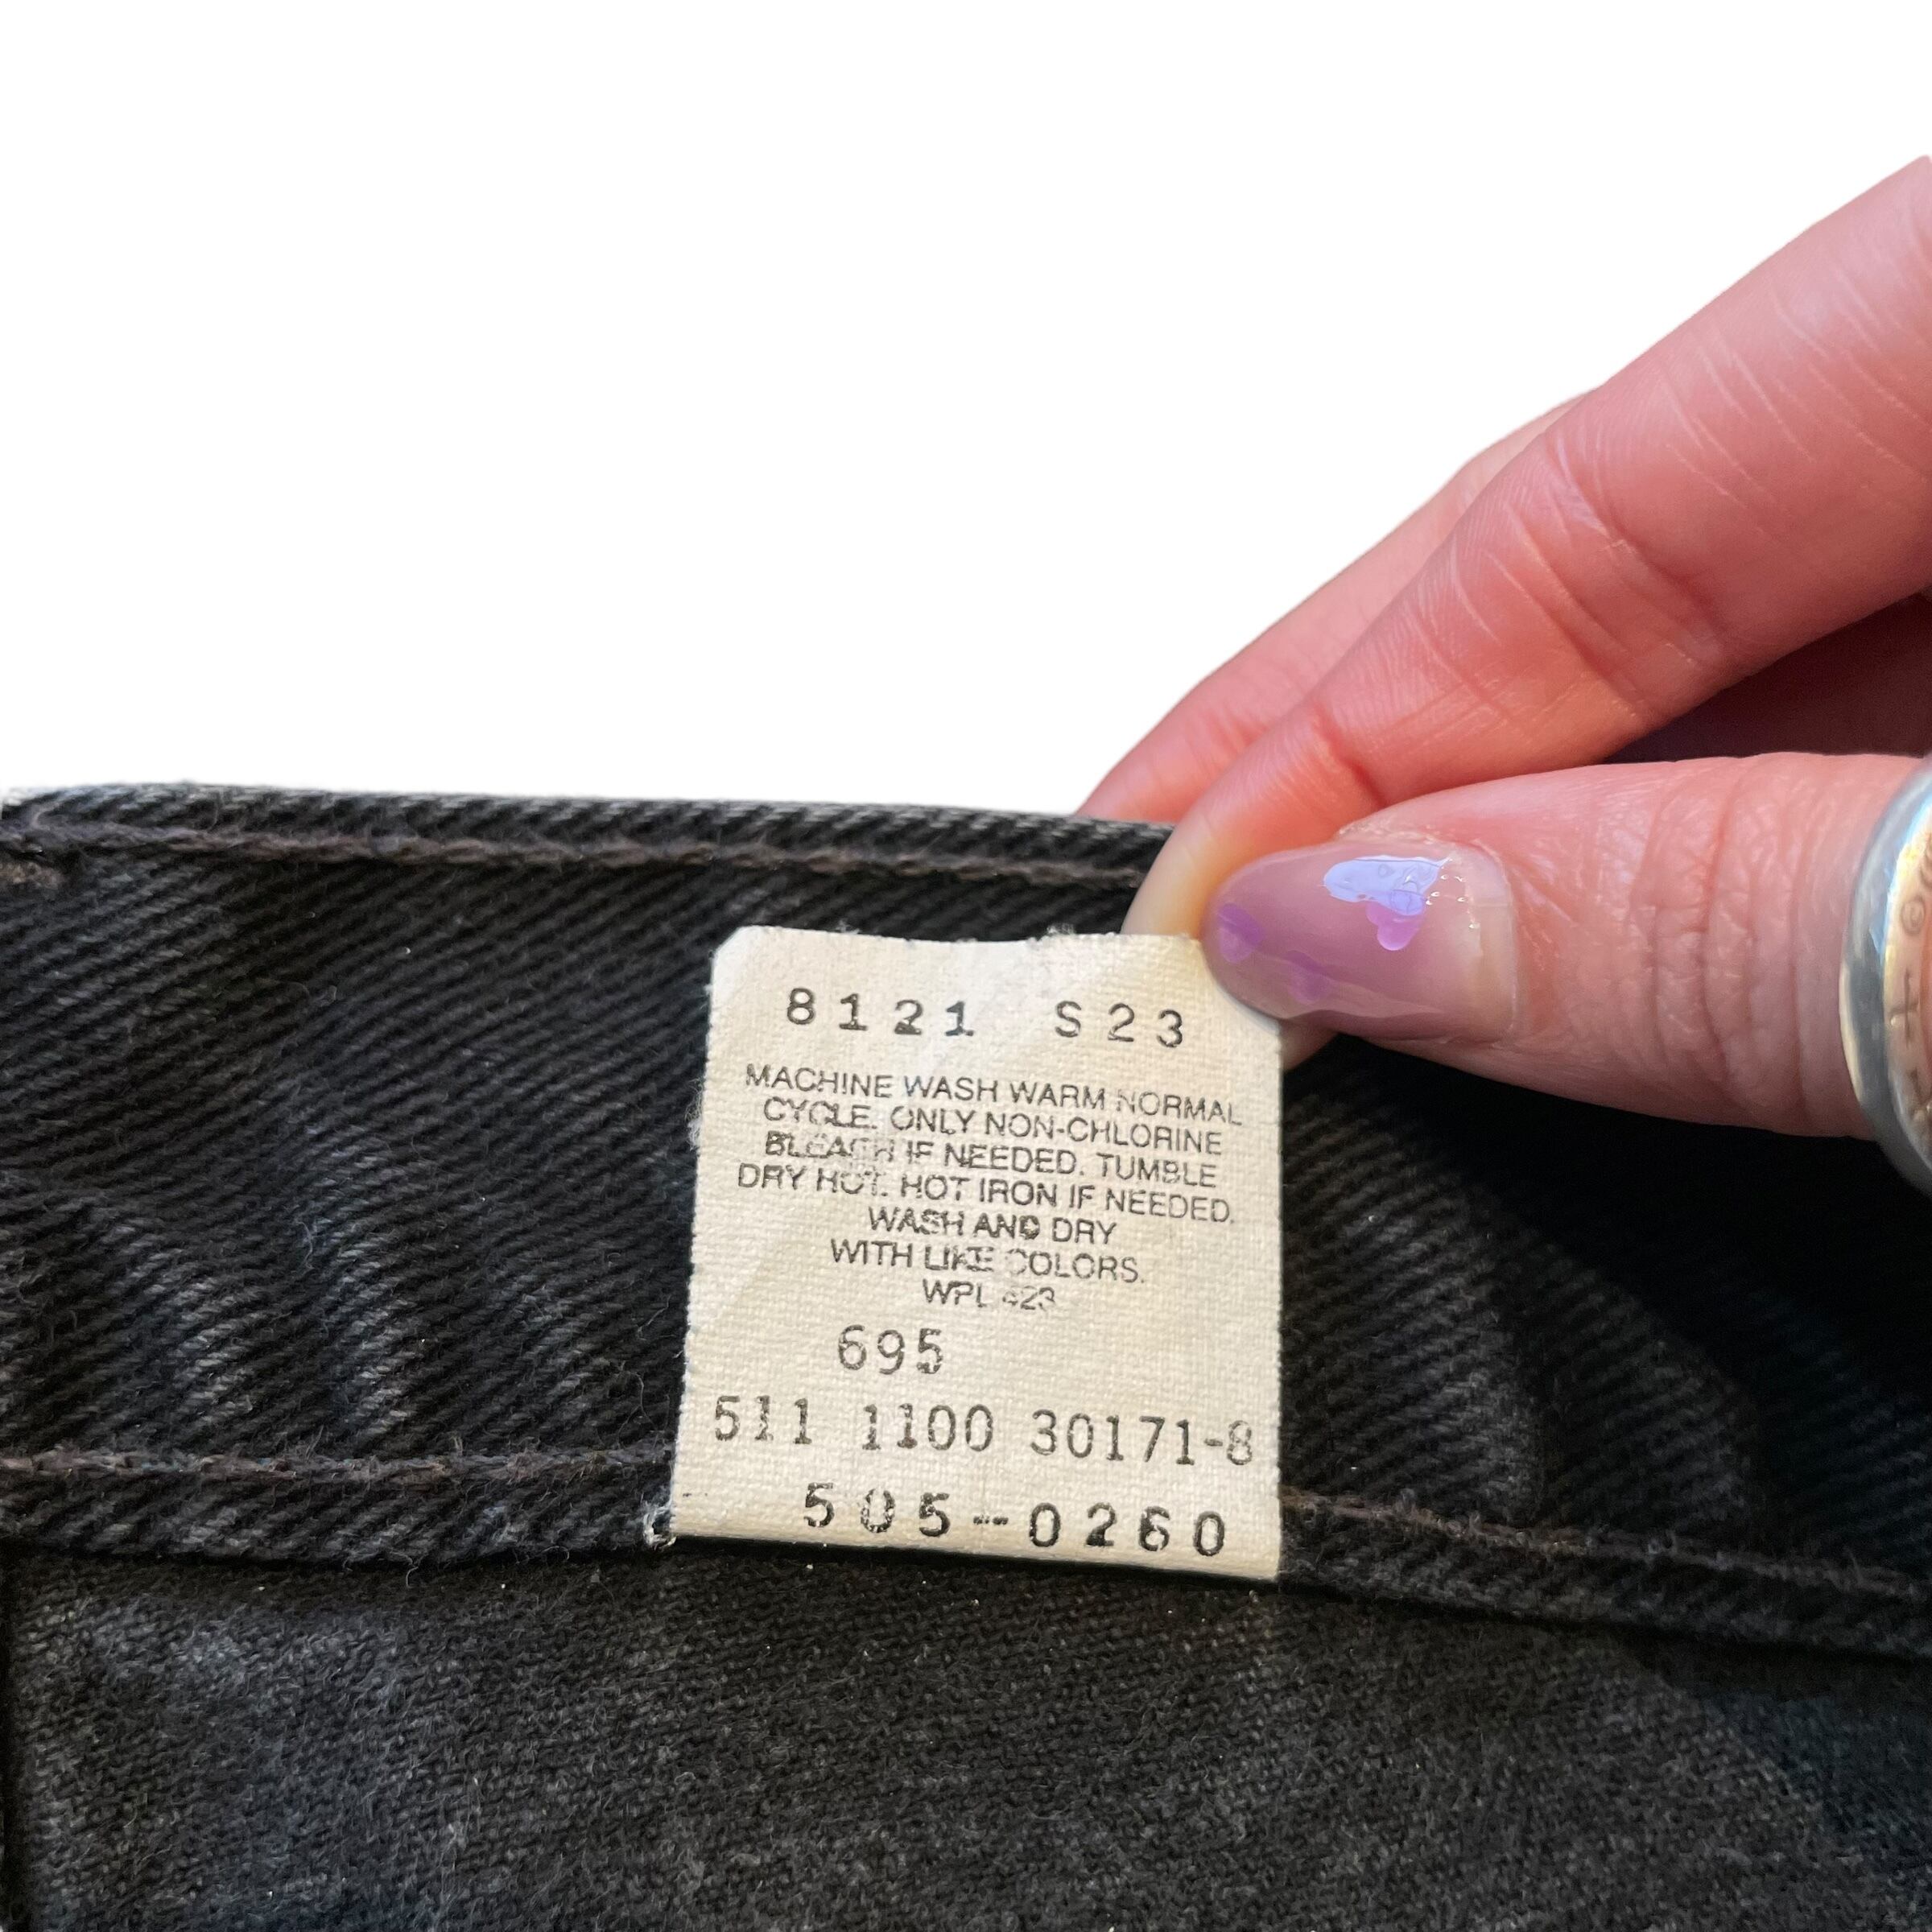 8121 S23
MACHINE WASH WARM NORMAL
CYCLE. ONLY NON-CHLORINE
BLEACH IF NEEDED. TUMBLE
DRY HOT. HOT IRON IF NEEDED.
WASH AND DRY
WITH LIKE COLORS.
WPL 423
695
511 1100 30171-8
505-0260